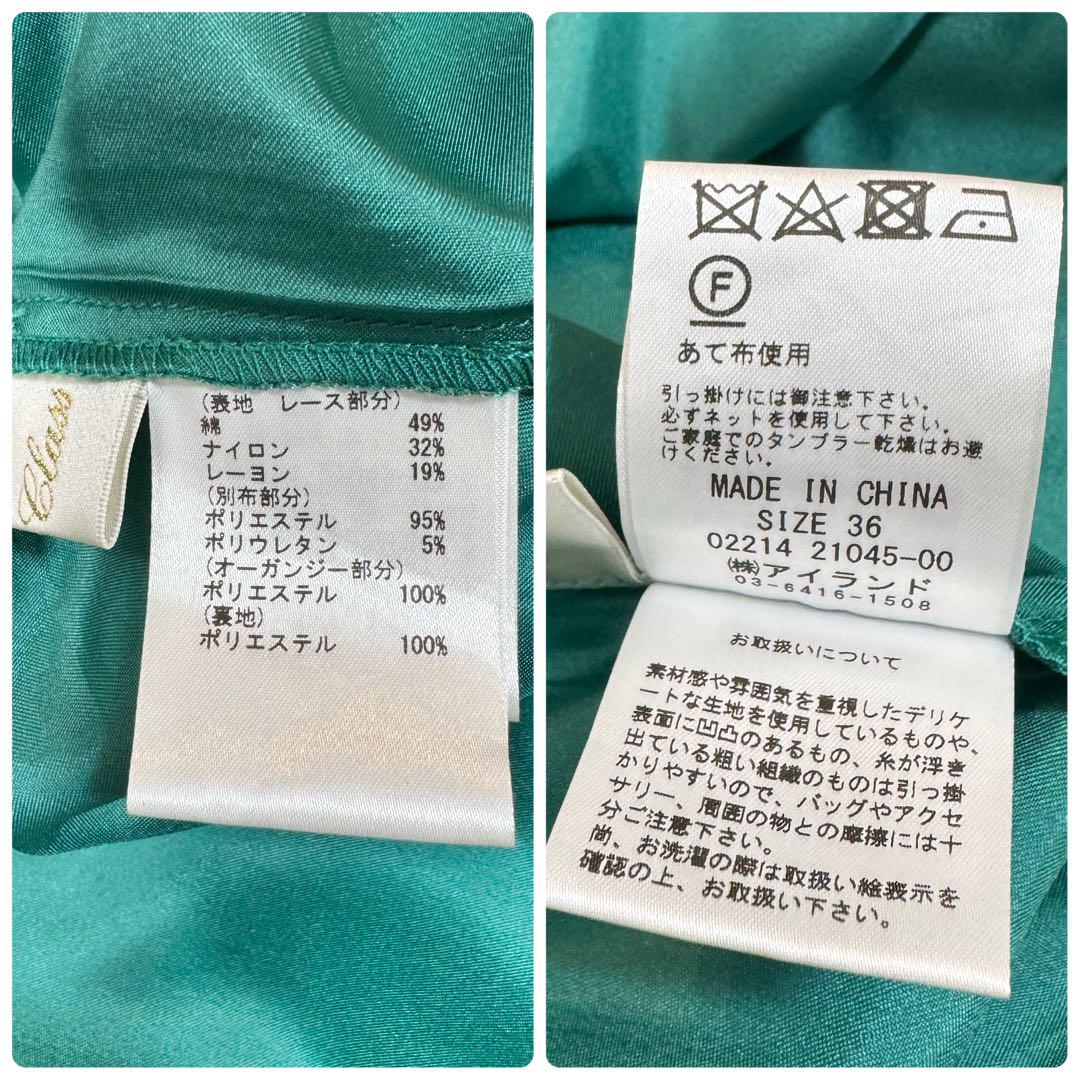 Class
(表地 レース部分)
綿 49%
ナイロン 32%
レーヨン 19%
(別布部分)
ポリエステル 95%
ポリウレタン 5%
(オーガンジー部分)
ポリエステル 100%
(裏地)
ポリエステル 100%
F
あて布使用
引っ掛けには御注意下さい。
必ずネットを使用して下さい。
ご家庭でのタンブラー乾燥はお避
けください。
MADE IN CHINA
SIZE 36
02214 21045-00
(株)アイランド
03-6416-1508
お取扱いについて
素材感や雰囲気を重視したデリケ
ートな生地を使用しているものや、
表面に凹凸のあるもの、糸が浮き
出ている粗い組織のものは引っ掛
かりやすいので、バッグやアクセ
サリー、周囲の物との摩擦には十
分ご注意下さい。
尚、お洗濯の際は取扱い絵表示を
確認の上、お取扱い下さい。